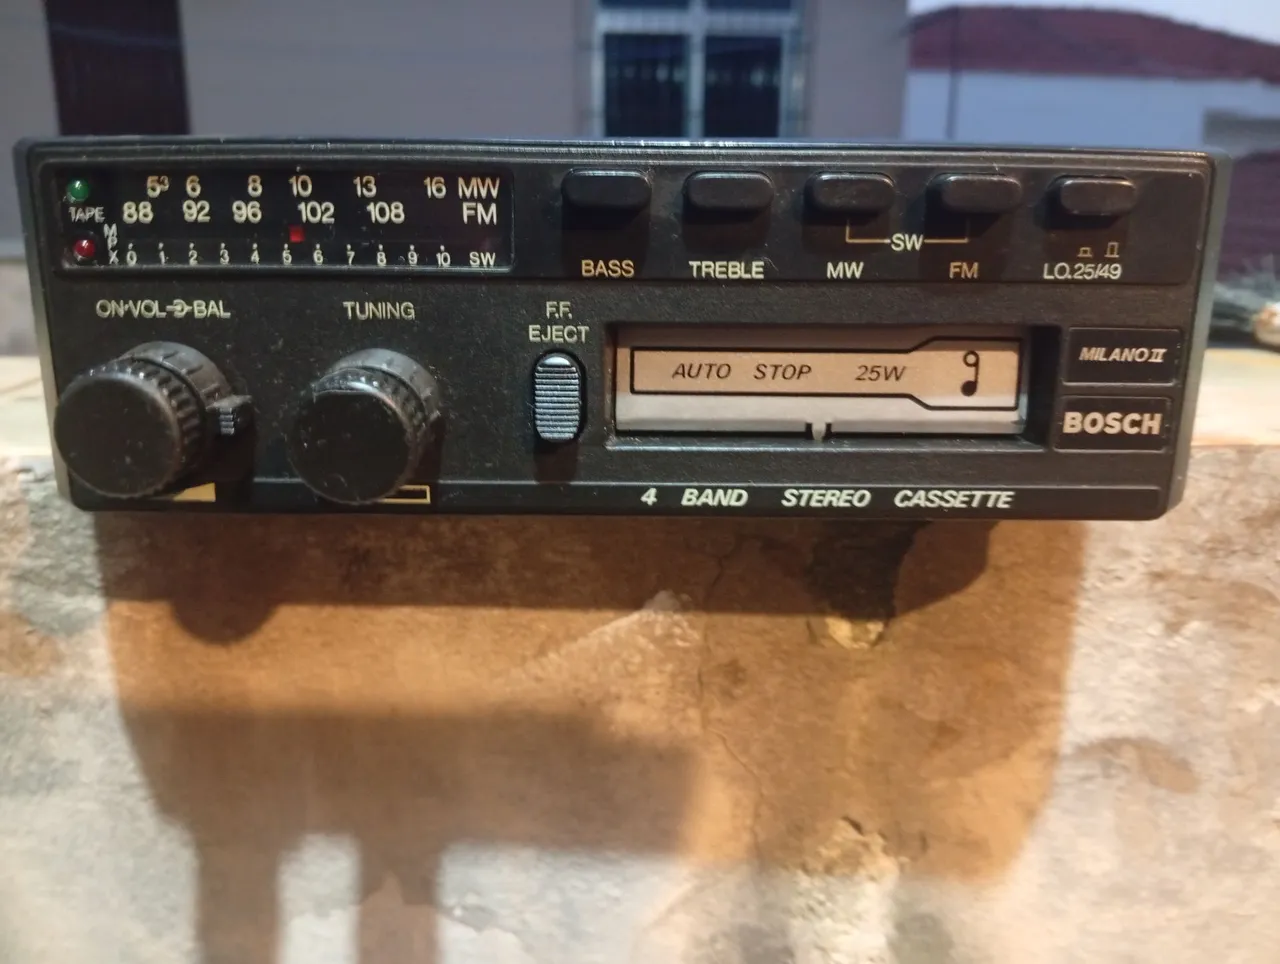 5³ 6 8 10 13 16 MW
TAPE 88 92 96 102 108 FM
MPX 0 1 2 3 4 5 6 7 8 9 10 SW
BASS TREBLE MW SW FM LO.25/49
ON•VOL BAL TUNING
F.F.
EJECT
AUTO STOP 25W
MILANO II
BOSCH
4 BAND STEREO CASSETTE